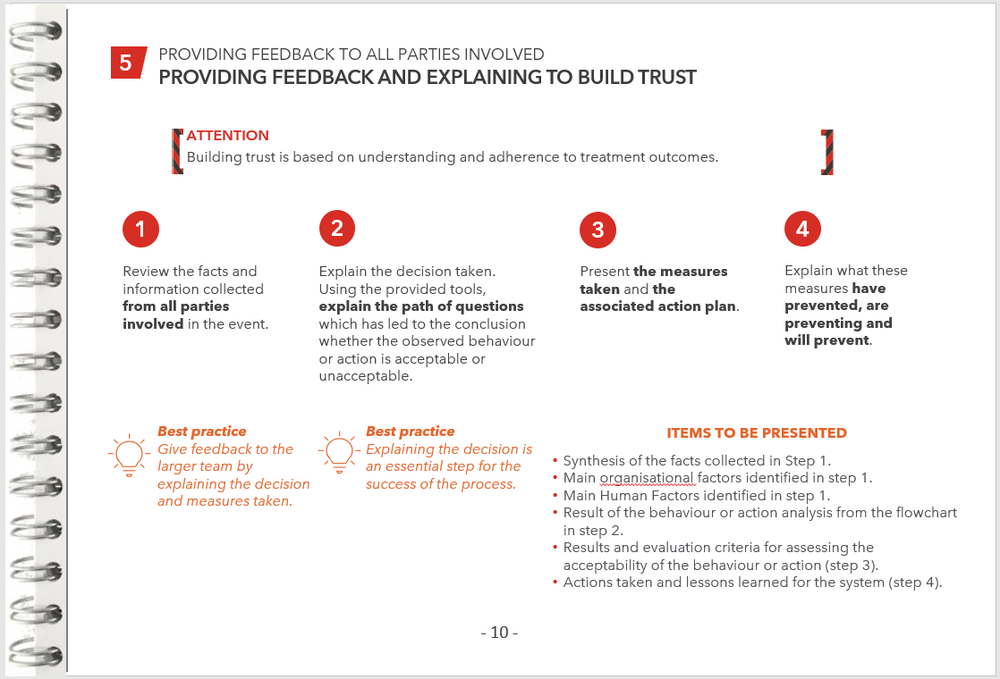 5
PROVIDING FEEDBACK TO ALL PARTIES INVOLVED
PROVIDING FEEDBACK AND EXPLAINING TO BUILD TRUST
ATTENTION
Building trust is based on understanding and adherence to treatment outcomes.
1
Review the facts and
information collected
from all parties
involved in the event.
2
Explain the decision taken.
Using the provided tools,
explain the path of questions
which has led to the conclusion
whether the observed behaviour
or action is acceptable or
unacceptable.
3
Present the measures
taken and the
associated action plan.
4
Explain what these
measures have
prevented, are
preventing and
will prevent.
Best practice
Give feedback to the
larger team by
explaining the decision
and measures taken.
Best practice
Explaining the decision is
an essential step for the
success of the process.
ITEMS TO BE PRESENTED
• Synthesis of the facts collected in Step 1.
• Main organisational factors identified in step 1.
• Main Human Factors identified in step 1.
• Result of the behaviour or action analysis from the flowchart
in step 2.
• Results and evaluation criteria for assessing the
acceptability of the behaviour or action (step 3).
• Actions taken and lessons learned for the system (step 4).
- 10 -